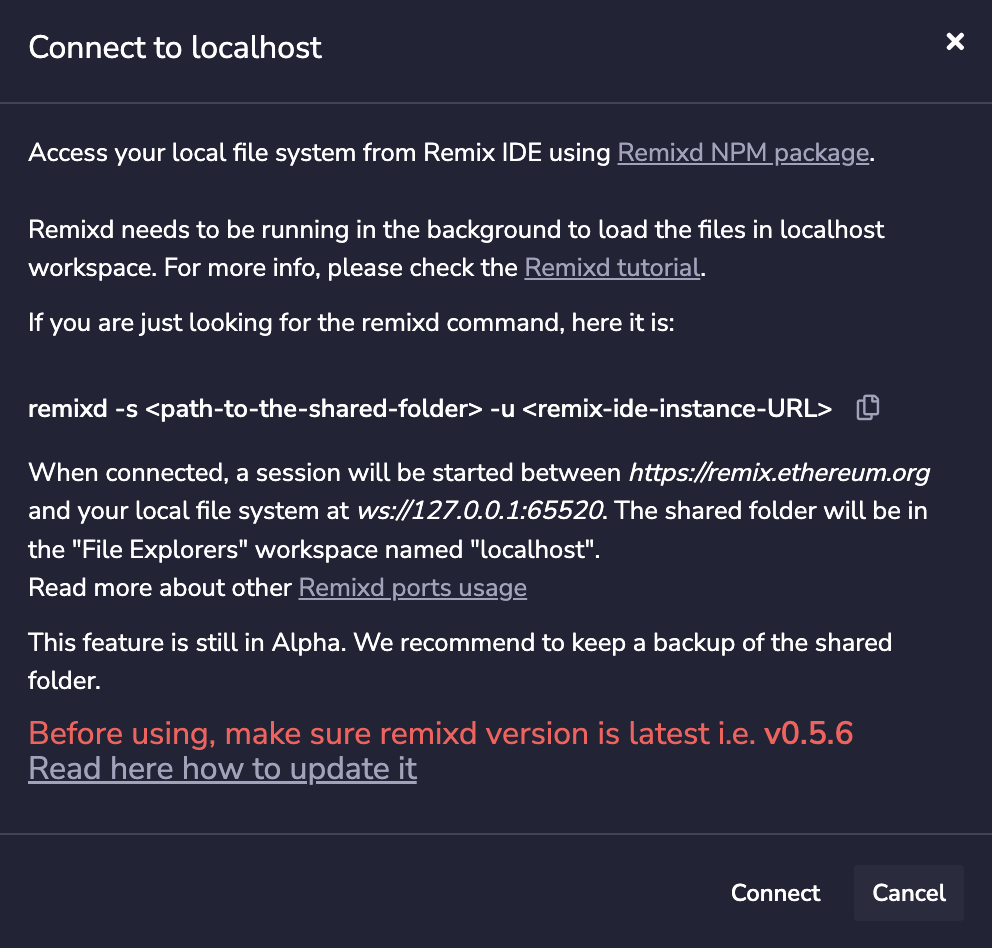 Connect to localhost
Access your local file system from Remix IDE using Remixd NPM package.
Remixd needs to be running in the background to load the files in localhost
workspace. For more info, please check the Remixd tutorial.
If you are just looking for the remixd command, here it is:
remixd -s <path-to-the-shared-folder> -u <remix-ide-instance-URL>
When connected, a session will be started between https://remix.ethereum.org
and your local file system at ws://127.0.0.1:65520. The shared folder will be in
the "File Explorers" workspace named "localhost".
Read more about other Remixd ports usage
This feature is still in Alpha. We recommend to keep a backup of the shared
folder.
Before using, make sure remixd version is latest i.e. v0.5.6
Read here how to update it
Connect Cancel